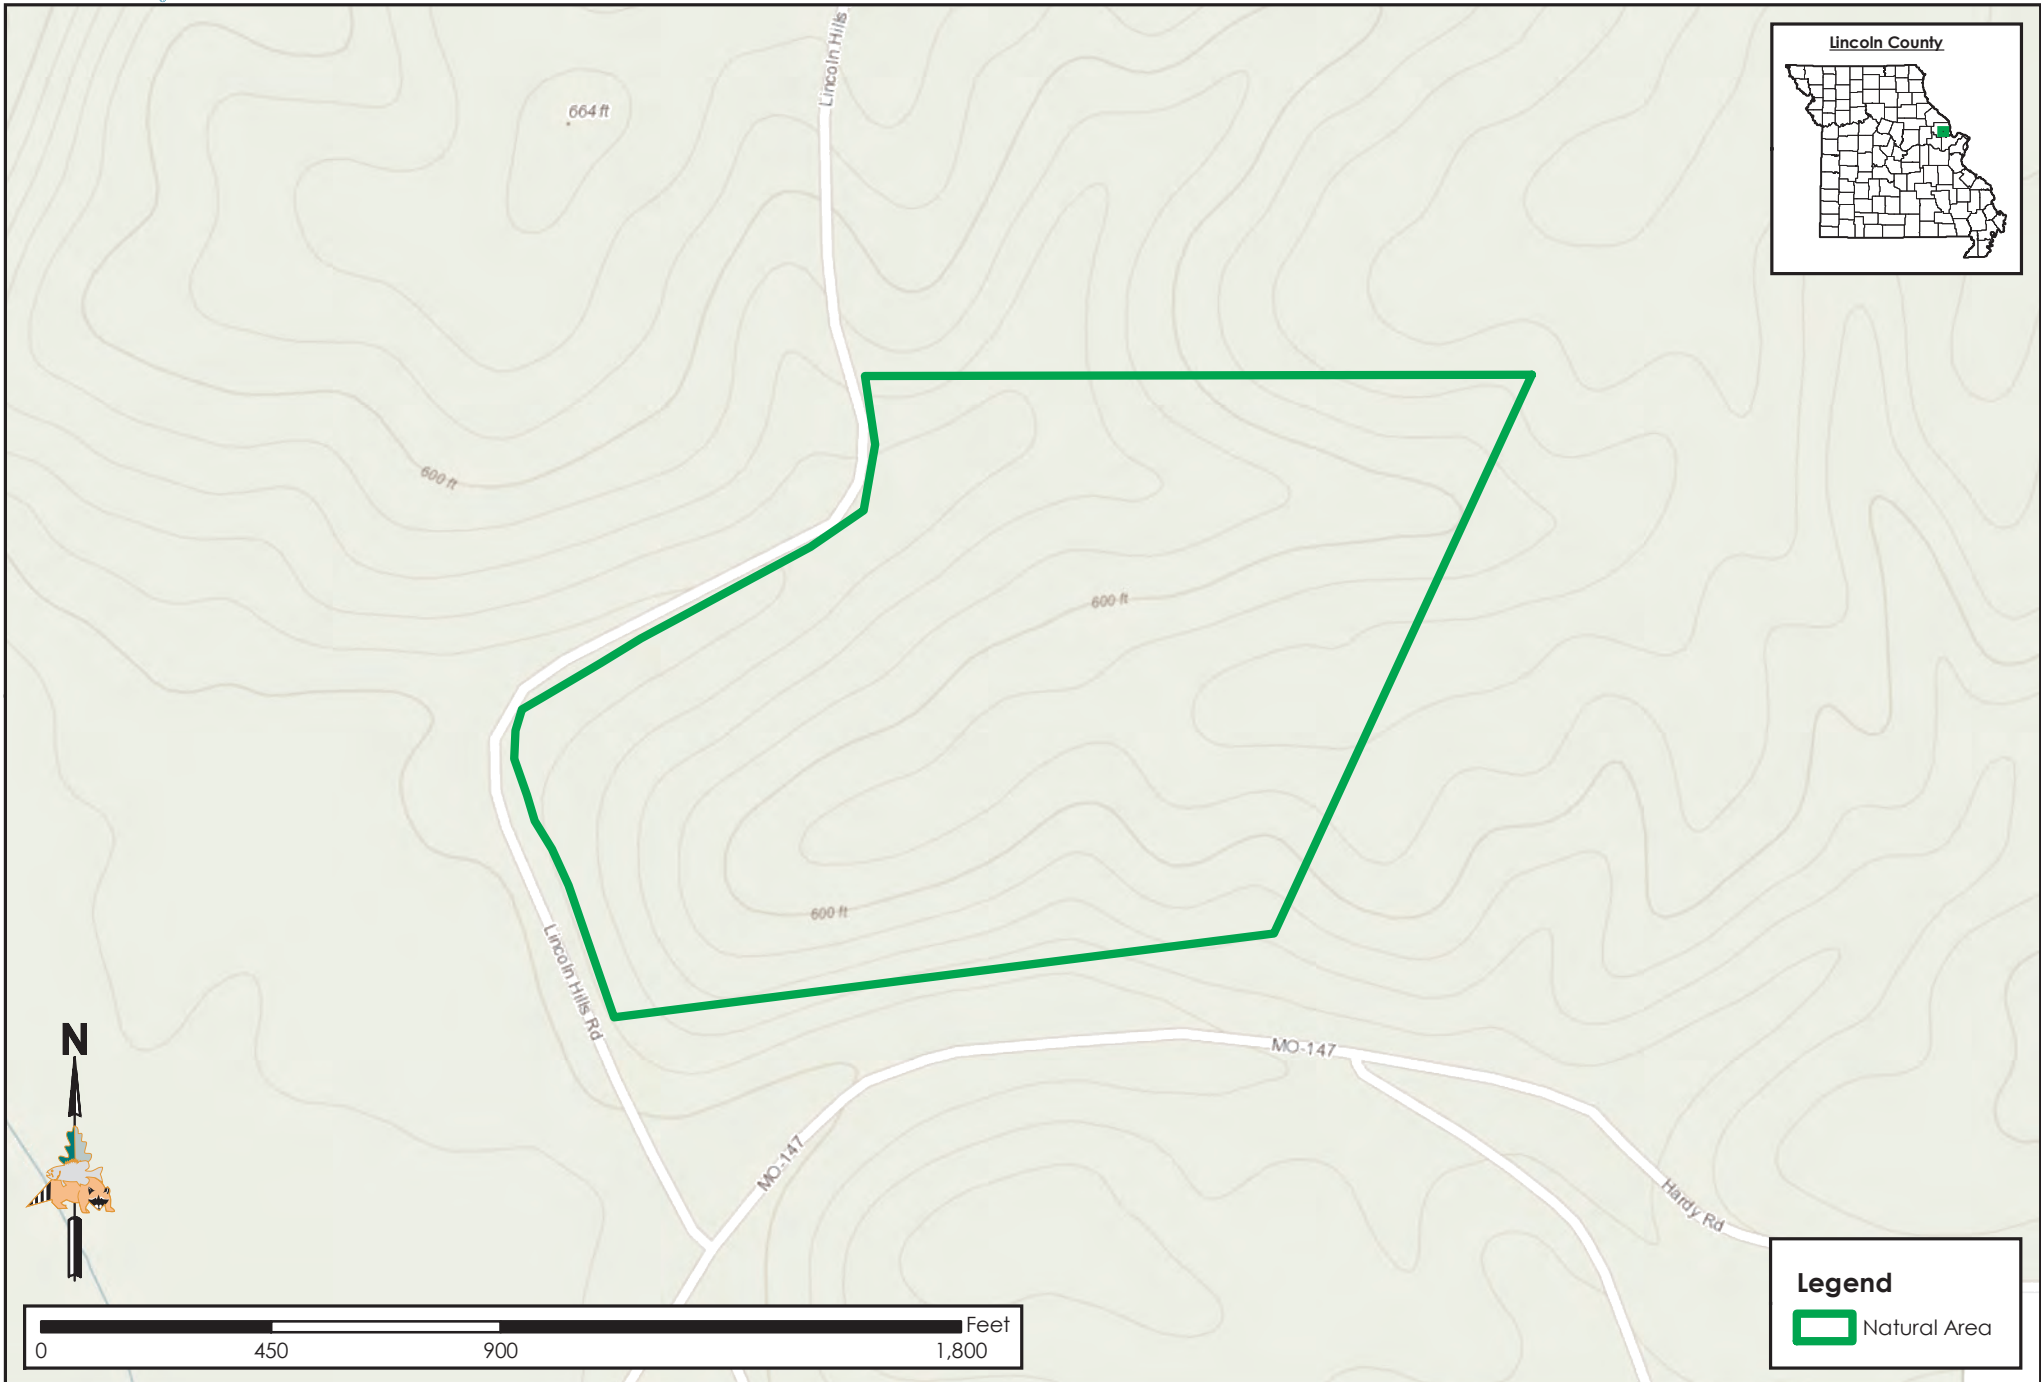 Lincoln Hills
Lincoln County
664 ft
600 ft
600 ft
600 ft
Lincoln Hills Rd
MO-147
MO-147
Hardy Rd
N
Legend
Natural Area
Feet
0 450 900 1,800